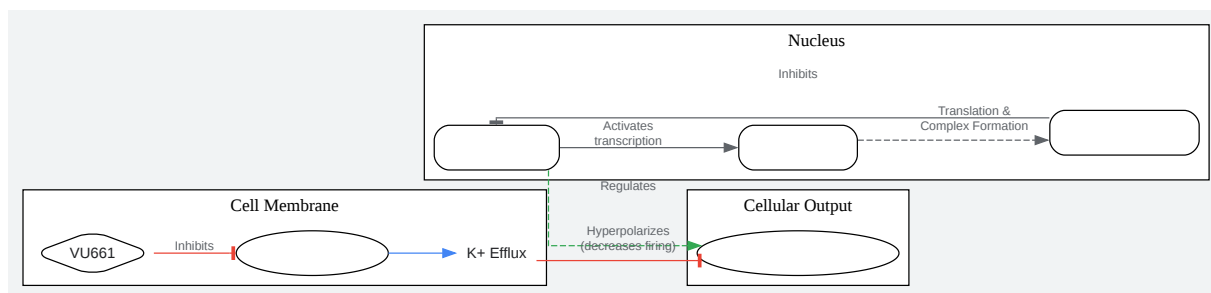 Nucleus
Inhibits
Translation &
Complex Formation
Activates
transcription
Regulates
Cell Membrane
Cellular Output
VU661
Inhibits
K+ Efflux
Hyperpolarizes
(decreases firing)